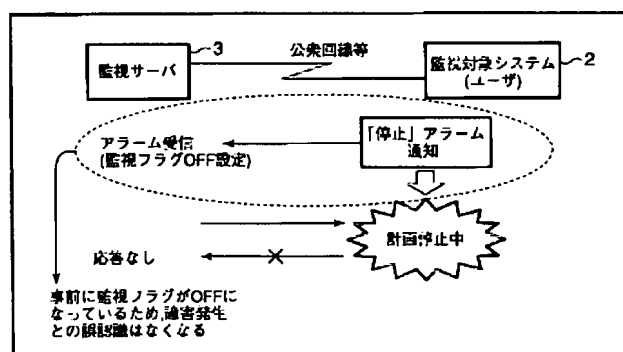 監視サーバ
3
公衆回線等
監視対象システム
(ユーザ)
2
アラーム受信
(監視フラグOFF設定)
「停止」アラーム
通知
計画停止中
応答なし
事前に監視フラグがOFFに
なっているため,障害発生
との誤認識はなくなる